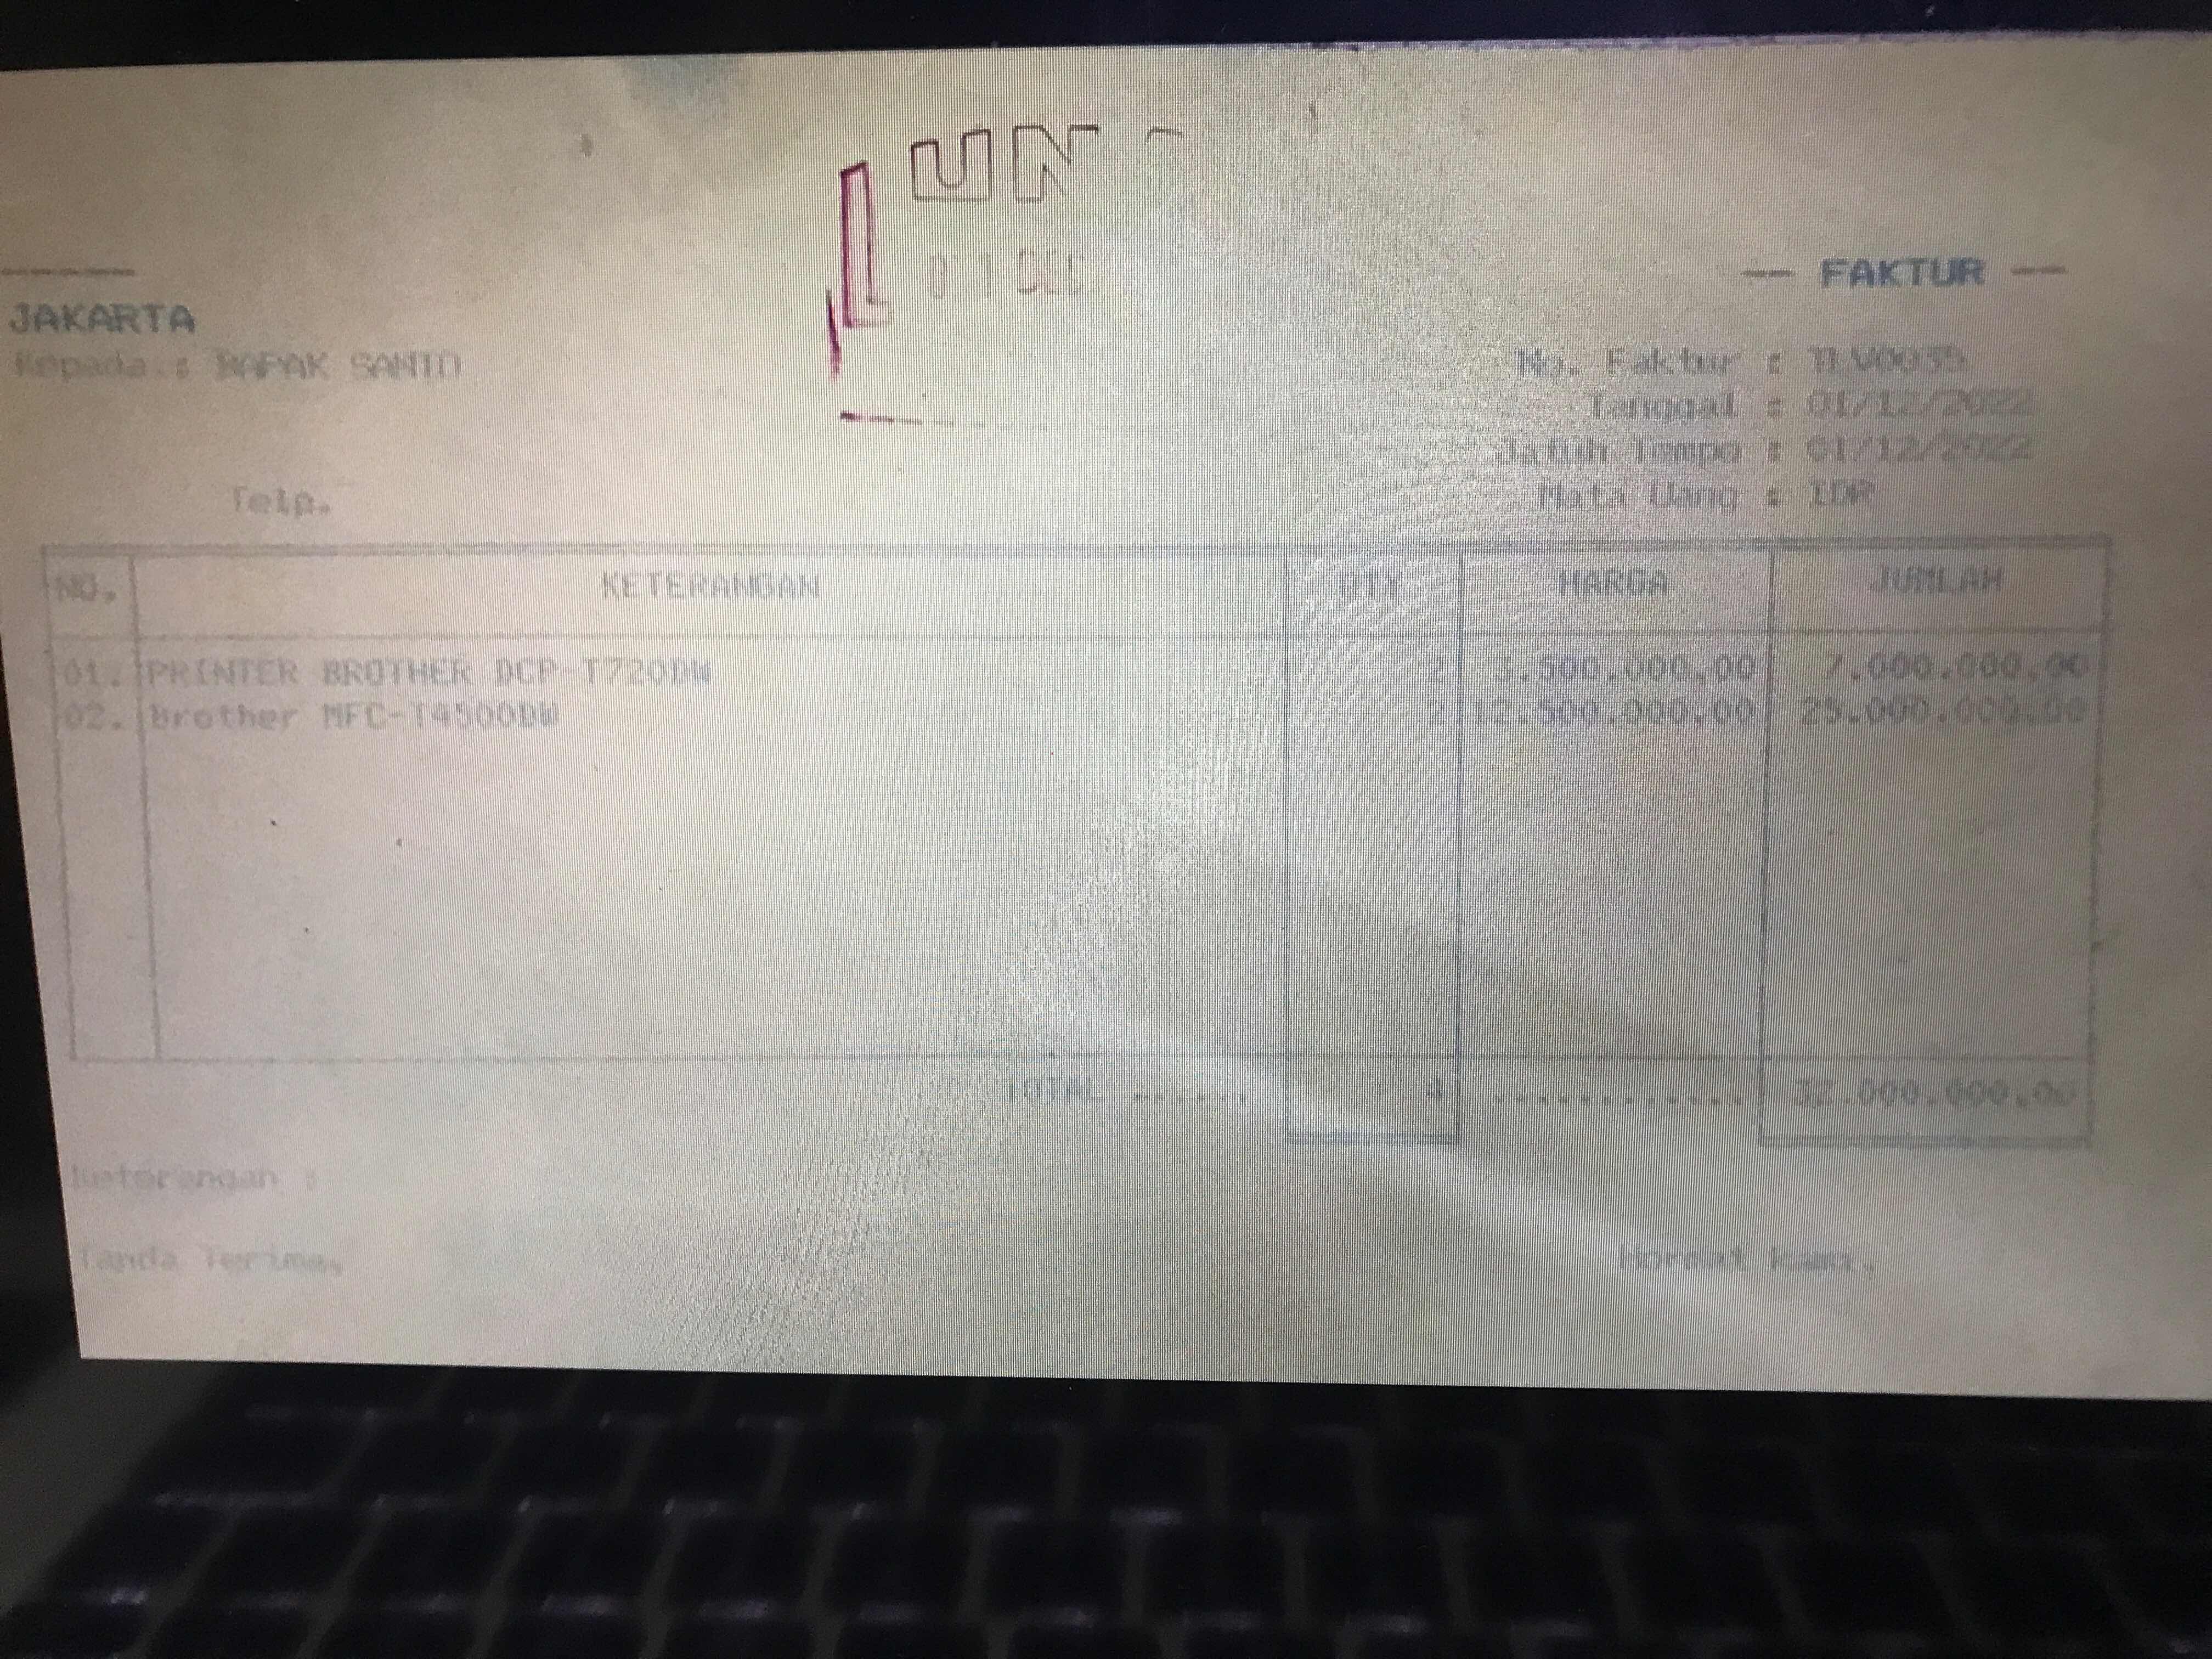 JAKARTA
-- FAKTUR --
Kepada : BAPAK
No. Faktur :
Tanggal : 01/12/2022
Jatuh Tempo : 01/12/2022
Mata Uang : IDR
Telp.
NO. KETERANGAN QTY HARGA JUMLAH
01. PRINTER BROTHER DCP-T720DW 2 3.500.000,00 7.000.000,00
02. Brother MFC-T4500DW 2 12.500.000,00 25.000.000,00
TOTAL ...... 4 ............ 32.000.000,00
Keterangan :
Tanda Terima, Hormat kami,